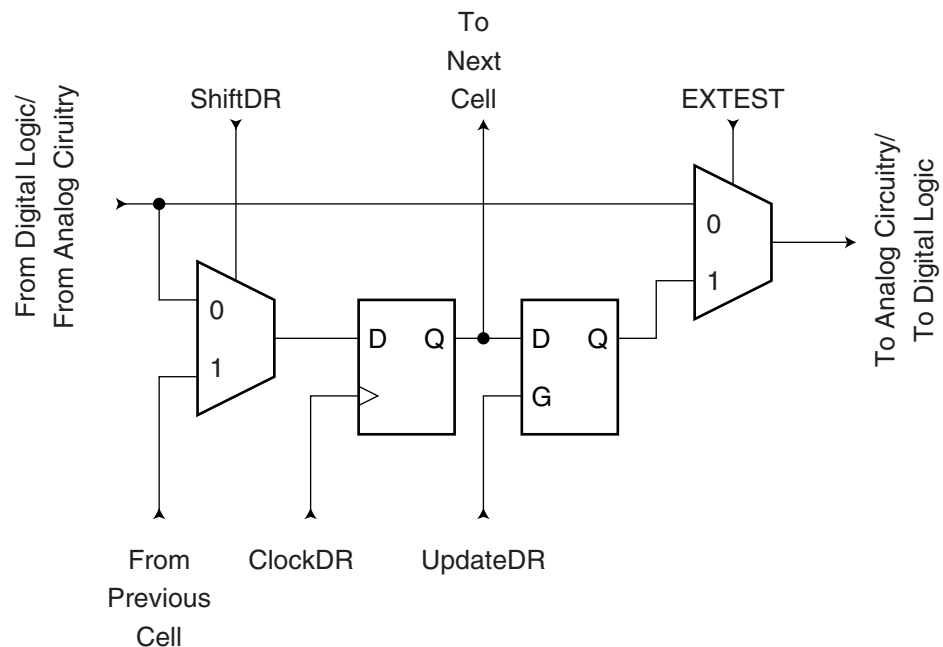 To
Next
Cell
ShiftDR
EXTEST
From Digital Logic/
From Analog Ciruitry
To Analog Circuitry/
To Digital Logic
0
1
0
1
D
Q
D
Q
G
From
Previous
Cell
ClockDR
UpdateDR